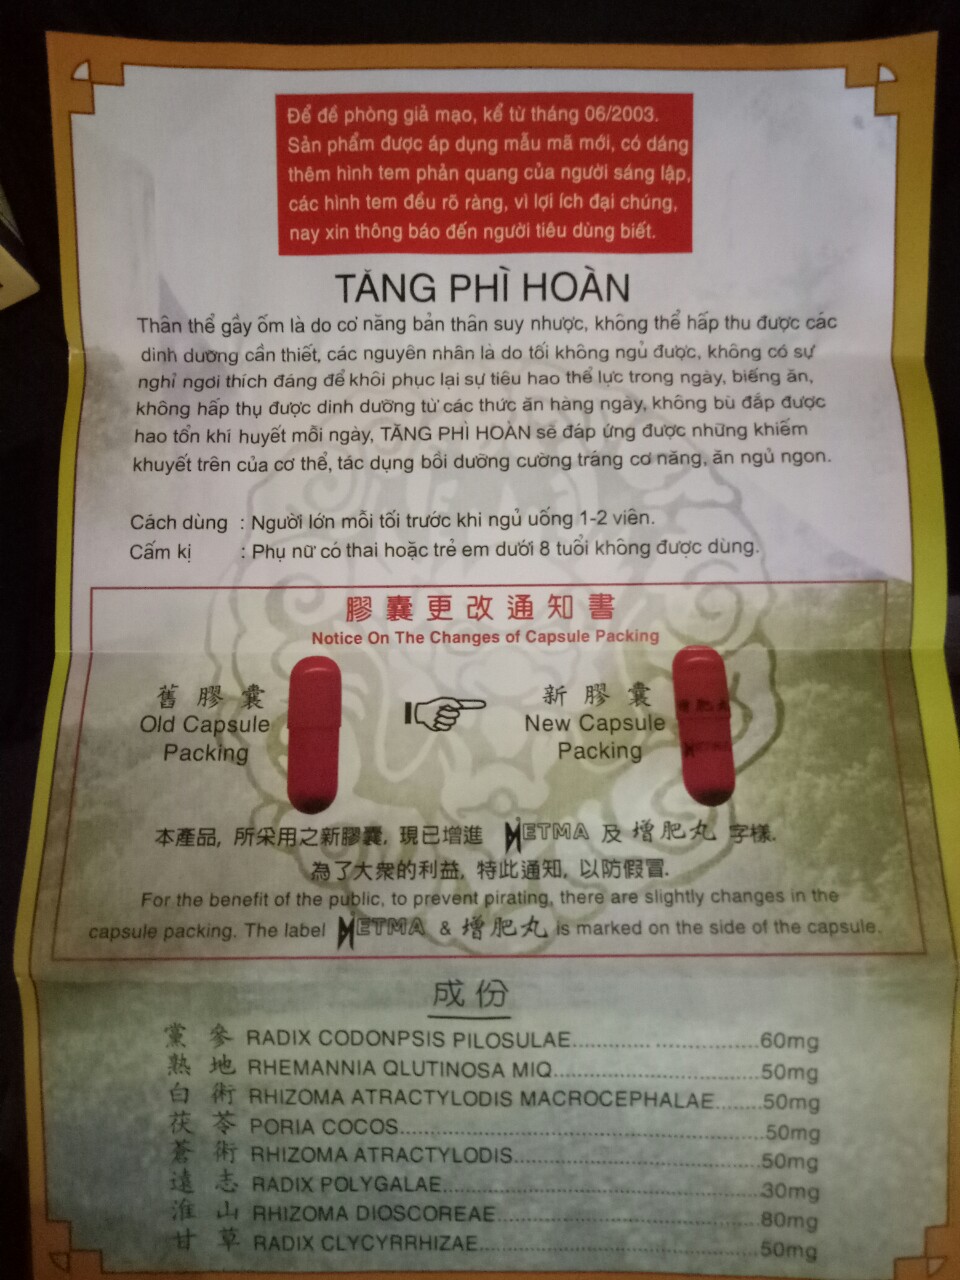 Để đề phòng giả mạo, kể từ tháng 06/2003.
Sản phẩm được áp dụng mẫu mã mới, có dáng
thêm hình tem phản quang của người sáng lập,
các hình tem đều rõ ràng, vì lợi ích đại chúng,
nay xin thông báo đến người tiêu dùng biết.
TĂNG PHÌ HOÀN
Thân thể gầy ốm là do cơ năng bản thân suy nhược, không thể hấp thu được các
dinh dưỡng cần thiết, các nguyên nhân là do tối không ngủ được, không có sự
nghỉ ngơi thích đáng để khôi phục lại sự tiêu hao thể lực trong ngày, biếng ăn,
không hấp thụ được dinh dưỡng từ các thức ăn hàng ngày, không bù đắp được
hao tổn khí huyết mỗi ngày, TĂNG PHÌ HOÀN sẽ đáp ứng được những khiếm
khuyết trên của cơ thể, tác dụng bồi dưỡng cường tráng cơ năng, ăn ngủ ngon.
Cách dùng : Người lớn mỗi tối trước khi ngủ uống 1-2 viên.
Cấm kị : Phụ nữ có thai hoặc trẻ em dưới 8 tuổi không được dùng.
膠囊更改通知書
Notice On The Changes of Capsule Packing
舊膠囊
Old Capsule
Packing
新膠囊
New Capsule
Packing
增肥丸
METMA
本產品, 所采用之新膠囊, 現已增進 METMA 及 增肥丸 字樣.
為了大衆的利益, 特此通知, 以防假冒.
For the benefit of the public, to prevent pirating, there are slightly changes in the
capsule packing. The label METMA & 增肥丸 is marked on the side of the capsule.
成份
黨參 RADIX CODONPSIS PILOSULAE............ .................60mg
熟地 RHEMANNIA QLUTINOSA MIQ...........................50mg
白術 RHIZOMA ATRACTYLODIS MACROCEPHALAE........50mg
茯苓 PORIA COCOS...............................................50mg
蒼術 RHIZOMA ATRACTYLODIS................................50mg
遠志 RADIX POLYGALAE.........................................30mg
淮山 RHIZOMA DIOSCOREAE..................................80mg
甘草 RADIX CLYCYRRHIZAE....................................50mg